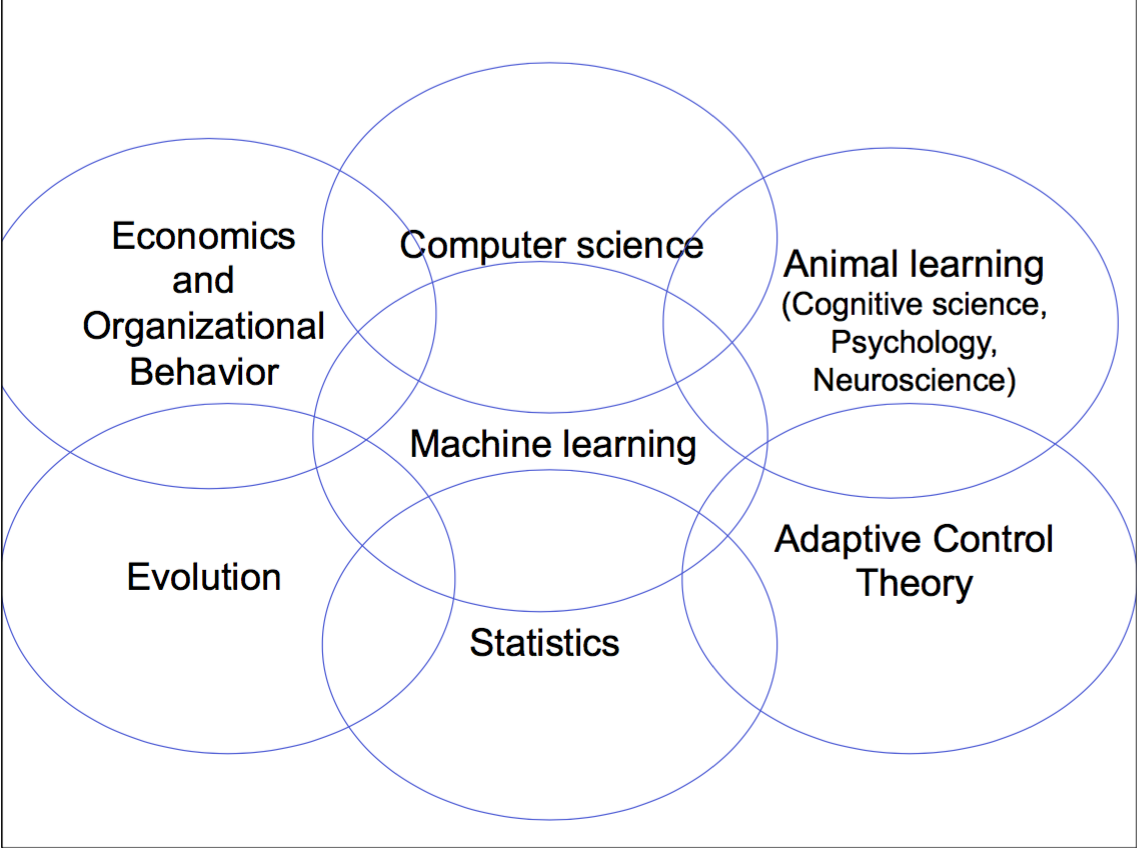 Economics
and
Organizational
Behavior
Computer science
Animal learning
(Cognitive science,
Psychology,
Neuroscience)
Machine learning
Evolution
Statistics
Adaptive Control
Theory